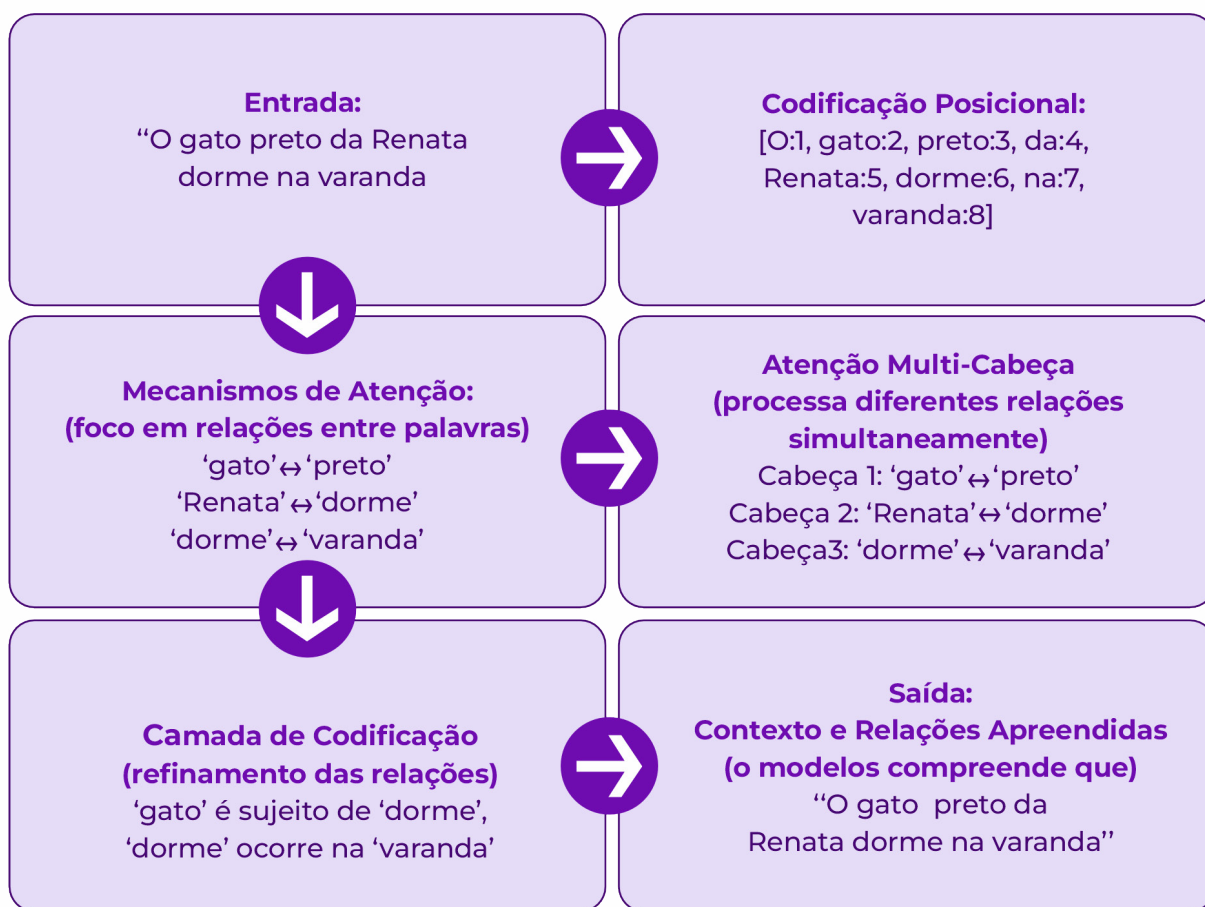 Entrada:
‘‘O gato preto da Renata
dorme na varanda
Codificação Posicional:
[O:1, gato:2, preto:3, da:4,
Renata:5, dorme:6, na:7,
varanda:8]
Mecanismos de Atenção:
(foco em relações entre palavras)
‘gato’↔‘preto’
‘Renata’↔‘dorme’
‘dorme’↔‘varanda’
Atenção Multi-Cabeça
(processa diferentes relações
simultaneamente)
Cabeça 1: ‘gato’↔‘preto’
Cabeça 2: ‘Renata’↔‘dorme’
Cabeça3: ‘dorme’↔‘varanda’
Camada de Codificação
(refinamento das relações)
‘gato’ é sujeito de ‘dorme’,
‘dorme’ ocorre na ‘varanda’
Saída:
Contexto e Relações Apreendidas
(o modelos compreende que)
‘‘O gato preto da
Renata dorme na varanda’’